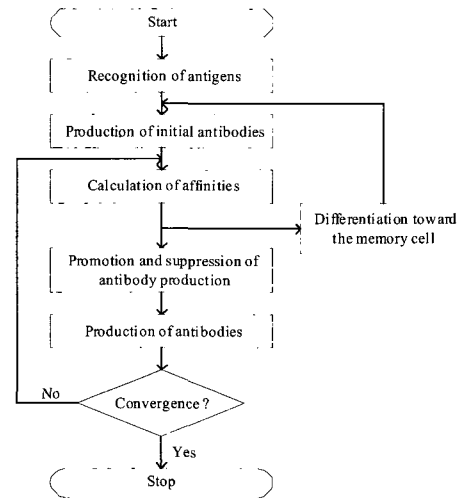 Start
Recognition of antigens
Production of initial antibodies
Calculation of affinities
Differentiation toward
the memory cell
Promotion and suppression of
antibody production
Production of antibodies
No
Convergence?
Yes
Stop